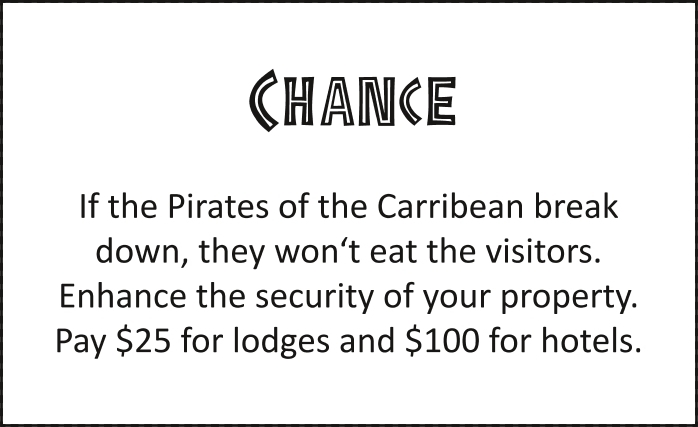 CHANCE
If the Pirates of the Carribean break
down, they won‘t eat the visitors.
Enhance the security of your property.
Pay $25 for lodges and $100 for hotels.